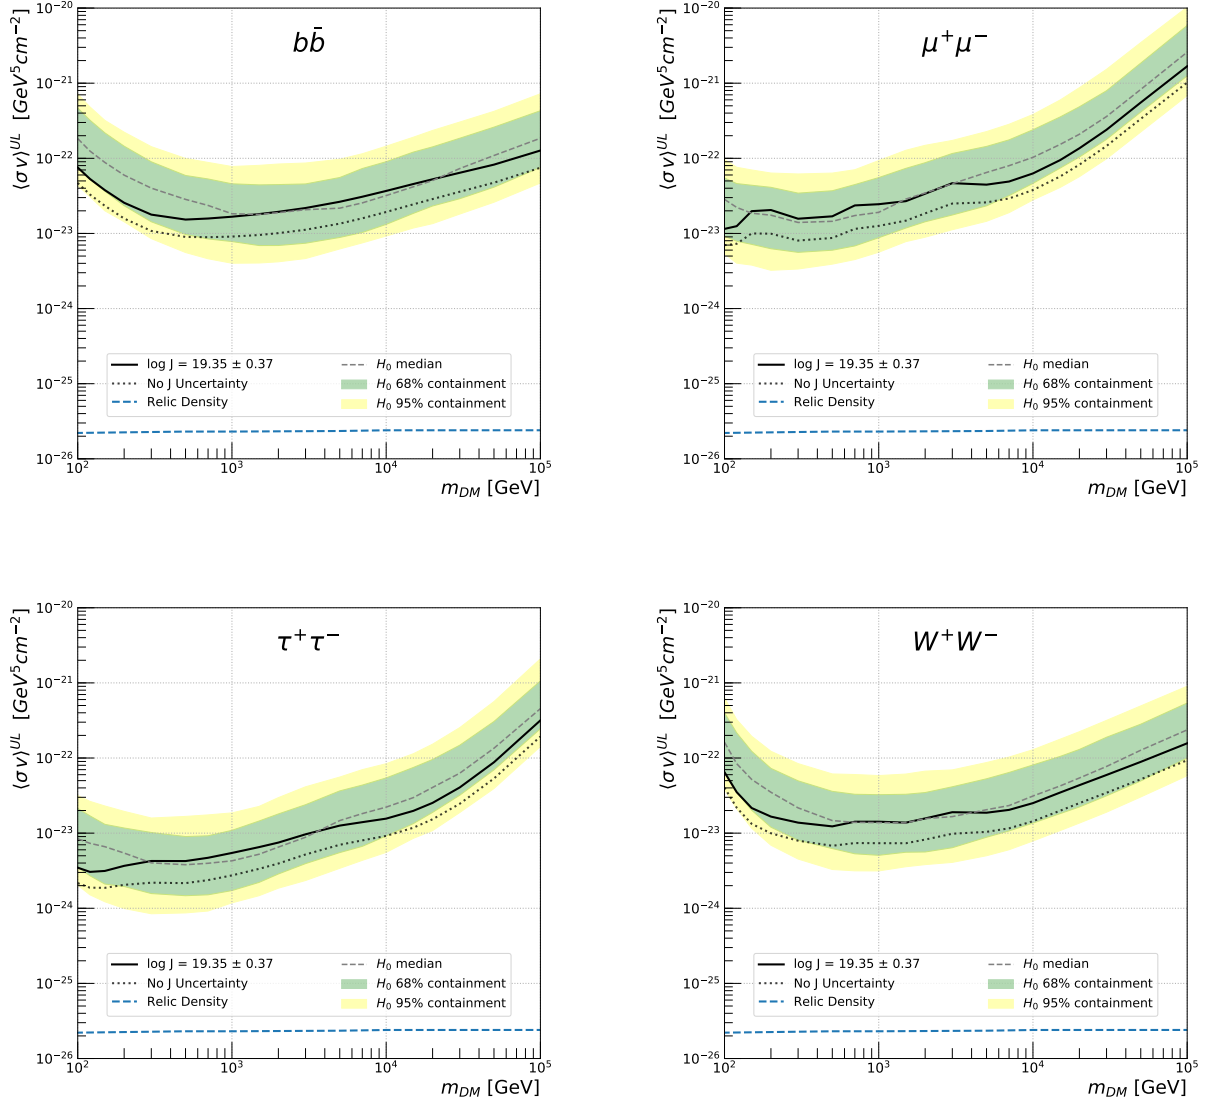 bb̄
⟨σv⟩^UL [GeV^5cm^−2]
10^−20
10^−21
10^−22
10^−23
10^−24
10^−25
10^−26
log J = 19.35 ± 0.37
No J Uncertainty
Relic Density
H_0 median
H_0 68% containment
H_0 95% containment
10^2 10^3 10^4 10^5
m_DM [GeV]
μ^+μ^−
⟨σv⟩^UL [GeV^5cm^−2]
10^−20
10^−21
10^−22
10^−23
10^−24
10^−25
10^−26
log J = 19.35 ± 0.37
No J Uncertainty
Relic Density
H_0 median
H_0 68% containment
H_0 95% containment
10^2 10^3 10^4 10^5
m_DM [GeV]
τ^+τ^−
⟨σv⟩^UL [GeV^5cm^−2]
10^−20
10^−21
10^−22
10^−23
10^−24
10^−25
10^−26
log J = 19.35 ± 0.37
No J Uncertainty
Relic Density
H_0 median
H_0 68% containment
H_0 95% containment
10^2 10^3 10^4 10^5
m_DM [GeV]
W^+W^−
⟨σv⟩^UL [GeV^5cm^−2]
10^−20
10^−21
10^−22
10^−23
10^−24
10^−25
10^−26
log J = 19.35 ± 0.37
No J Uncertainty
Relic Density
H_0 median
H_0 68% containment
H_0 95% containment
10^2 10^3 10^4 10^5
m_DM [GeV]